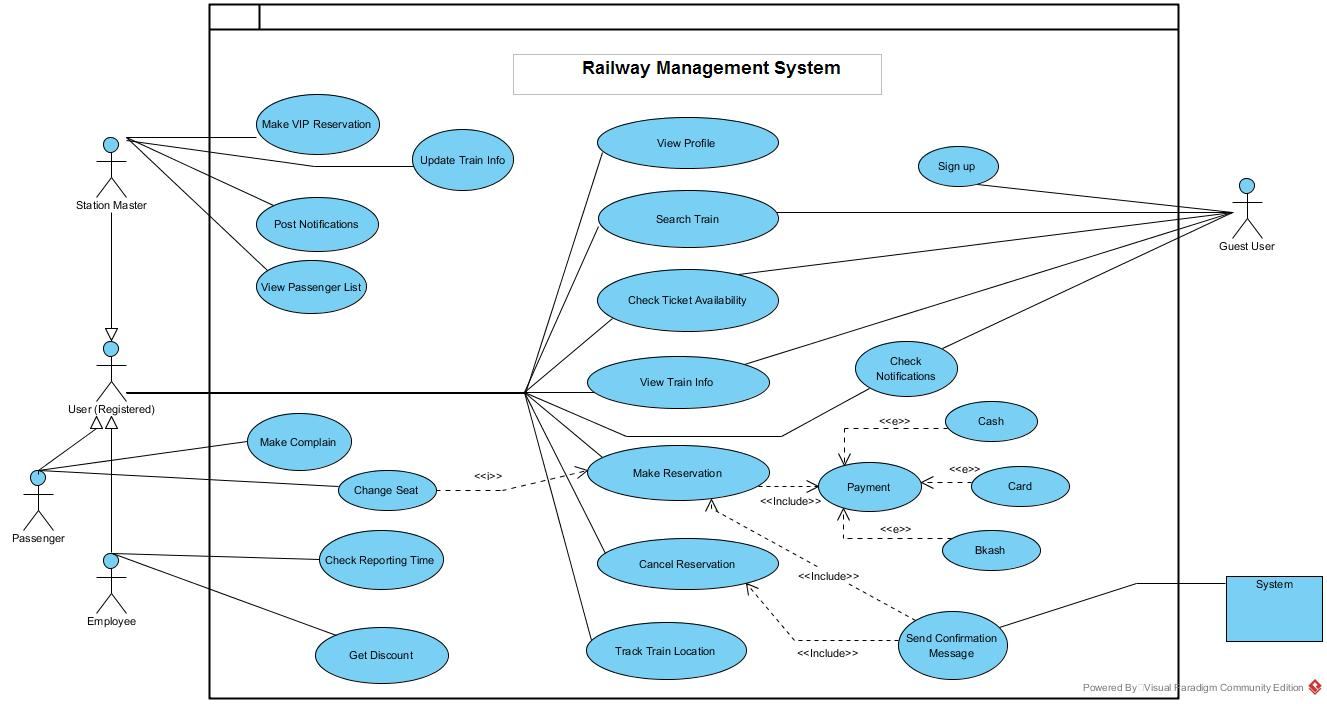 Railway Management System
Make VIP Reservation
Update Train Info
View Profile
Sign up
Station Master
Post Notifications
Search Train
Guest User
View Passenger List
Check Ticket Availability
View Train Info
Check
Notifications
User (Registered)
Make Complain
<<e>>
Cash
<<i>>
Make Reservation
<<e>>
Change Seat
Payment
Card
<<Include>>
Passenger
<<e>>
Bkash
Check Reporting Time
Cancel Reservation
<<Include>>
System
Employee
Get Discount
Track Train Location
<<Include>>
Send Confirmation
Message
Powered By Visual Paradigm Community Edition